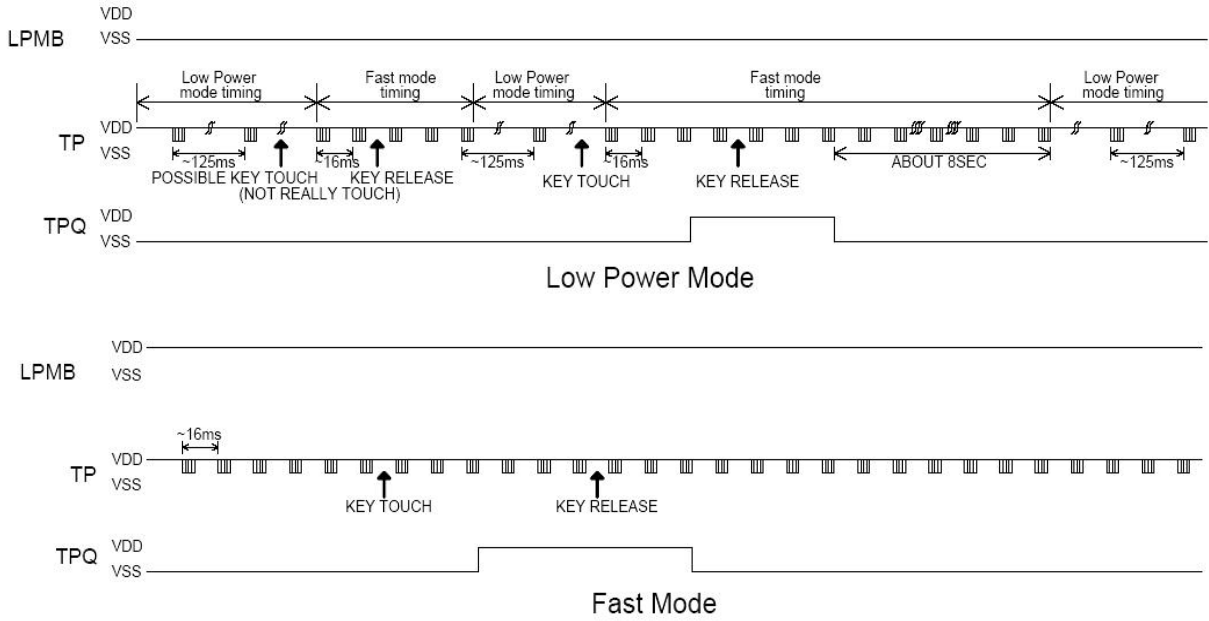 VDD
LPMB VSS
Low Power Fast mode Low Power Fast mode Low Power
mode timing timing mode timing timing mode timing
VDD
TP
VSS
~125ms ~16ms ~125ms ~16ms ABOUT 8SEC ~125ms
POSSIBLE KEY TOUCH KEY RELEASE KEY TOUCH KEY RELEASE
(NOT REALLY TOUCH)
VDD
TPQ
VSS
Low Power Mode
VDD
LPMB
VSS
~16ms
VDD
TP
VSS
KEY TOUCH KEY RELEASE
VDD
TPQ
VSS
Fast Mode